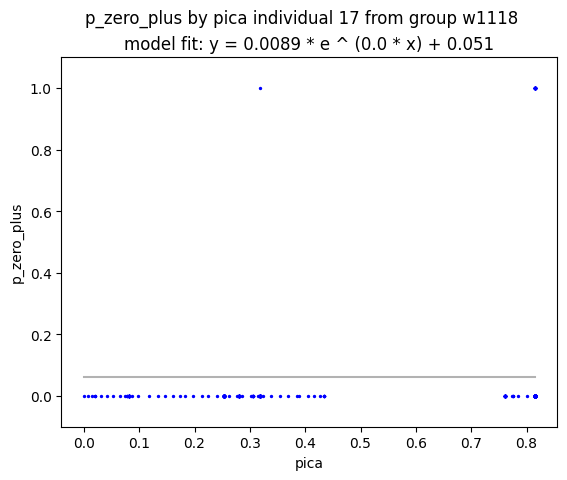 p_zero_plus by pica individual 17 from group w1118
model fit: y = 0.0089 * e ^ (0.0 * x) + 0.051
1.0
0.8
0.6
0.4
0.2
0.0
p_zero_plus
0.0 0.1 0.2 0.3 0.4 0.5 0.6 0.7 0.8
pica